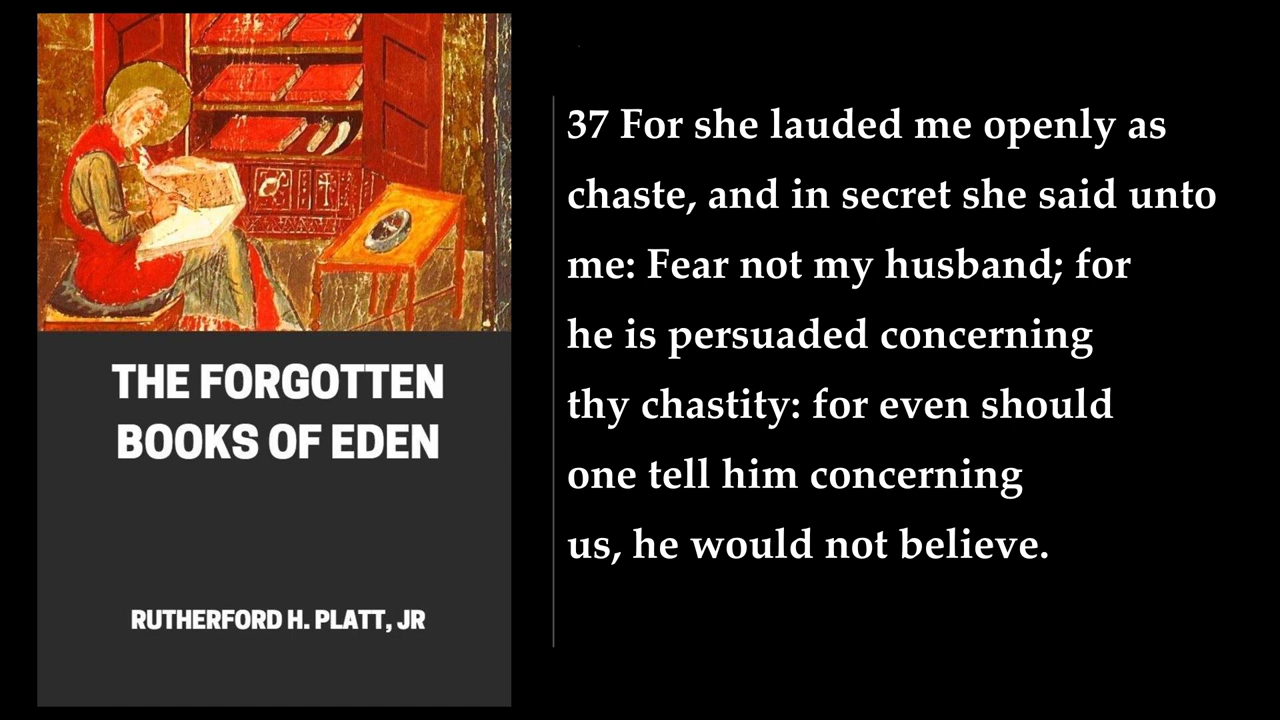 THE FORGOTTEN
BOOKS OF EDEN
RUTHERFORD H. PLATT, JR
37 For she lauded me openly as
chaste, and in secret she said unto
me: Fear not my husband; for
he is persuaded concerning
thy chastity: for even should
one tell him concerning
us, he would not believe.